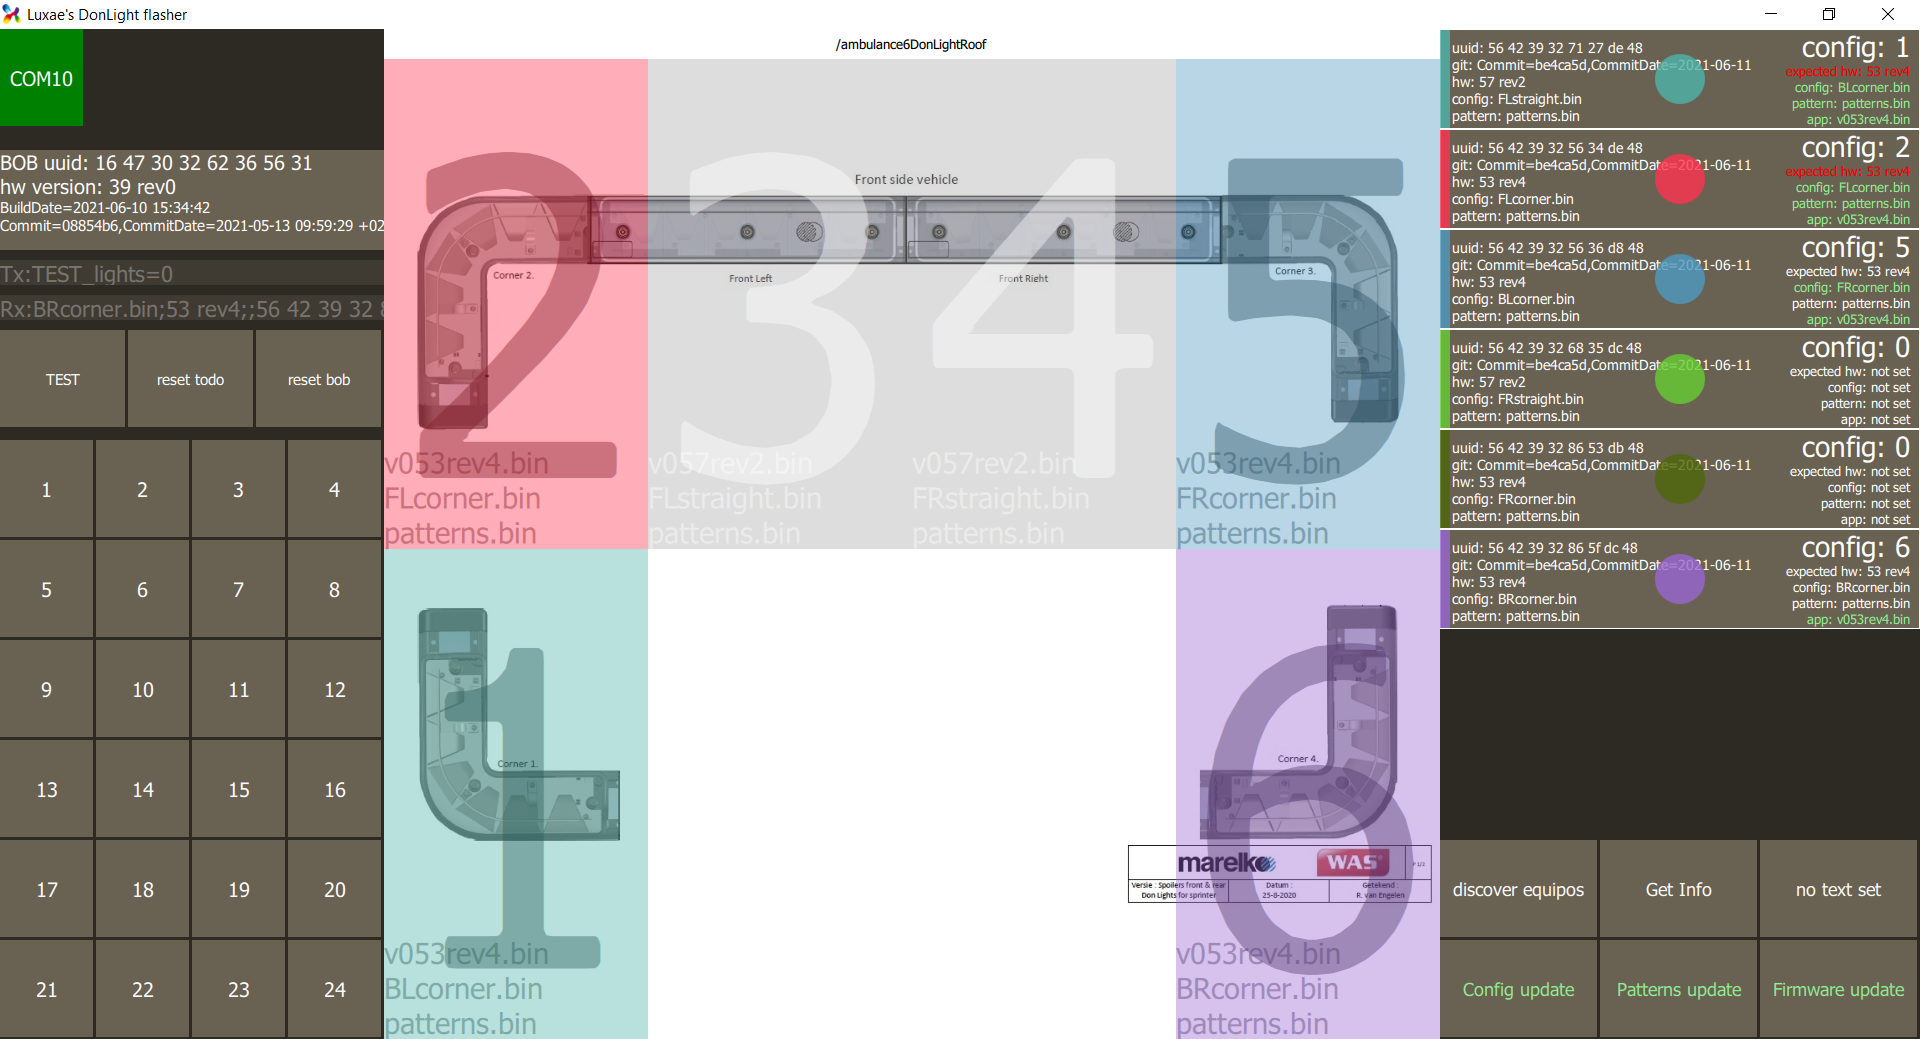 Luxae's DonLight flasher
COM10
BOB uuid: 16 47 30 32 62 36 56 31
hw version: 39 rev0
BuildDate=2021-06-10 15:34:42
Commit=08854b6,CommitDate=2021-05-13 09:59:29 +02
Tx:TEST_lights=0
Rx:BRcorner.bin;53 rev4;;56 42 39 32 8
TEST
reset todo
reset bob
1 2 3 4
5 6 7 8
9 10 11 12
13 14 15 16
17 18 19 20
21 22 23 24
/ambulance6DonLightRoof
Front side vehicle
2
Corner 2.
v053rev4.bin
FLcorner.bin
patterns.bin
3
Front Left
v057rev2.bin
FLstraight.bin
patterns.bin
4
Front Right
v057rev2.bin
FRstraight.bin
patterns.bin
5
Corner 3.
v053rev4.bin
FRcorner.bin
patterns.bin
1
Corner 1.
v053rev4.bin
BLcorner.bin
patterns.bin
6
Corner 4.
marelko
WAS
P 1/2
Versie : Spoilers front & rear
Don Lights for sprinter
Datum :
25-8-2020
Getekend :
R. van Engelen
v053rev4.bin
BRcorner.bin
patterns.bin
uuid: 56 42 39 32 71 27 de 48
git: Commit=be4ca5d,CommitDate=2021-06-11
hw: 57 rev2
config: FLstraight.bin
pattern: patterns.bin
config: 1
expected hw: 53 rev4
config: BLcorner.bin
pattern: patterns.bin
app: v053rev4.bin
uuid: 56 42 39 32 56 34 de 48
git: Commit=be4ca5d,CommitDate=2021-06-11
hw: 53 rev4
config: FLcorner.bin
pattern: patterns.bin
config: 2
expected hw: 53 rev4
config: FLcorner.bin
pattern: patterns.bin
app: v053rev4.bin
uuid: 56 42 39 32 56 36 d8 48
git: Commit=be4ca5d,CommitDate=2021-06-11
hw: 53 rev4
config: BLcorner.bin
pattern: patterns.bin
config: 5
expected hw: 53 rev4
config: FRcorner.bin
pattern: patterns.bin
app: v053rev4.bin
uuid: 56 42 39 32 68 35 dc 48
git: Commit=be4ca5d,CommitDate=2021-06-11
hw: 57 rev2
config: FRstraight.bin
pattern: patterns.bin
config: 0
expected hw: not set
config: not set
pattern: not set
app: not set
uuid: 56 42 39 32 86 53 db 48
git: Commit=be4ca5d,CommitDate=2021-06-11
hw: 53 rev4
config: FRcorner.bin
pattern: patterns.bin
config: 0
expected hw: not set
config: not set
pattern: not set
app: not set
uuid: 56 42 39 32 86 5f dc 48
git: Commit=be4ca5d,CommitDate=2021-06-11
hw: 53 rev4
config: BRcorner.bin
pattern: patterns.bin
config: 6
expected hw: 53 rev4
config: BRcorner.bin
pattern: patterns.bin
app: v053rev4.bin
discover equipos
Get Info
no text set
Config update
Patterns update
Firmware update